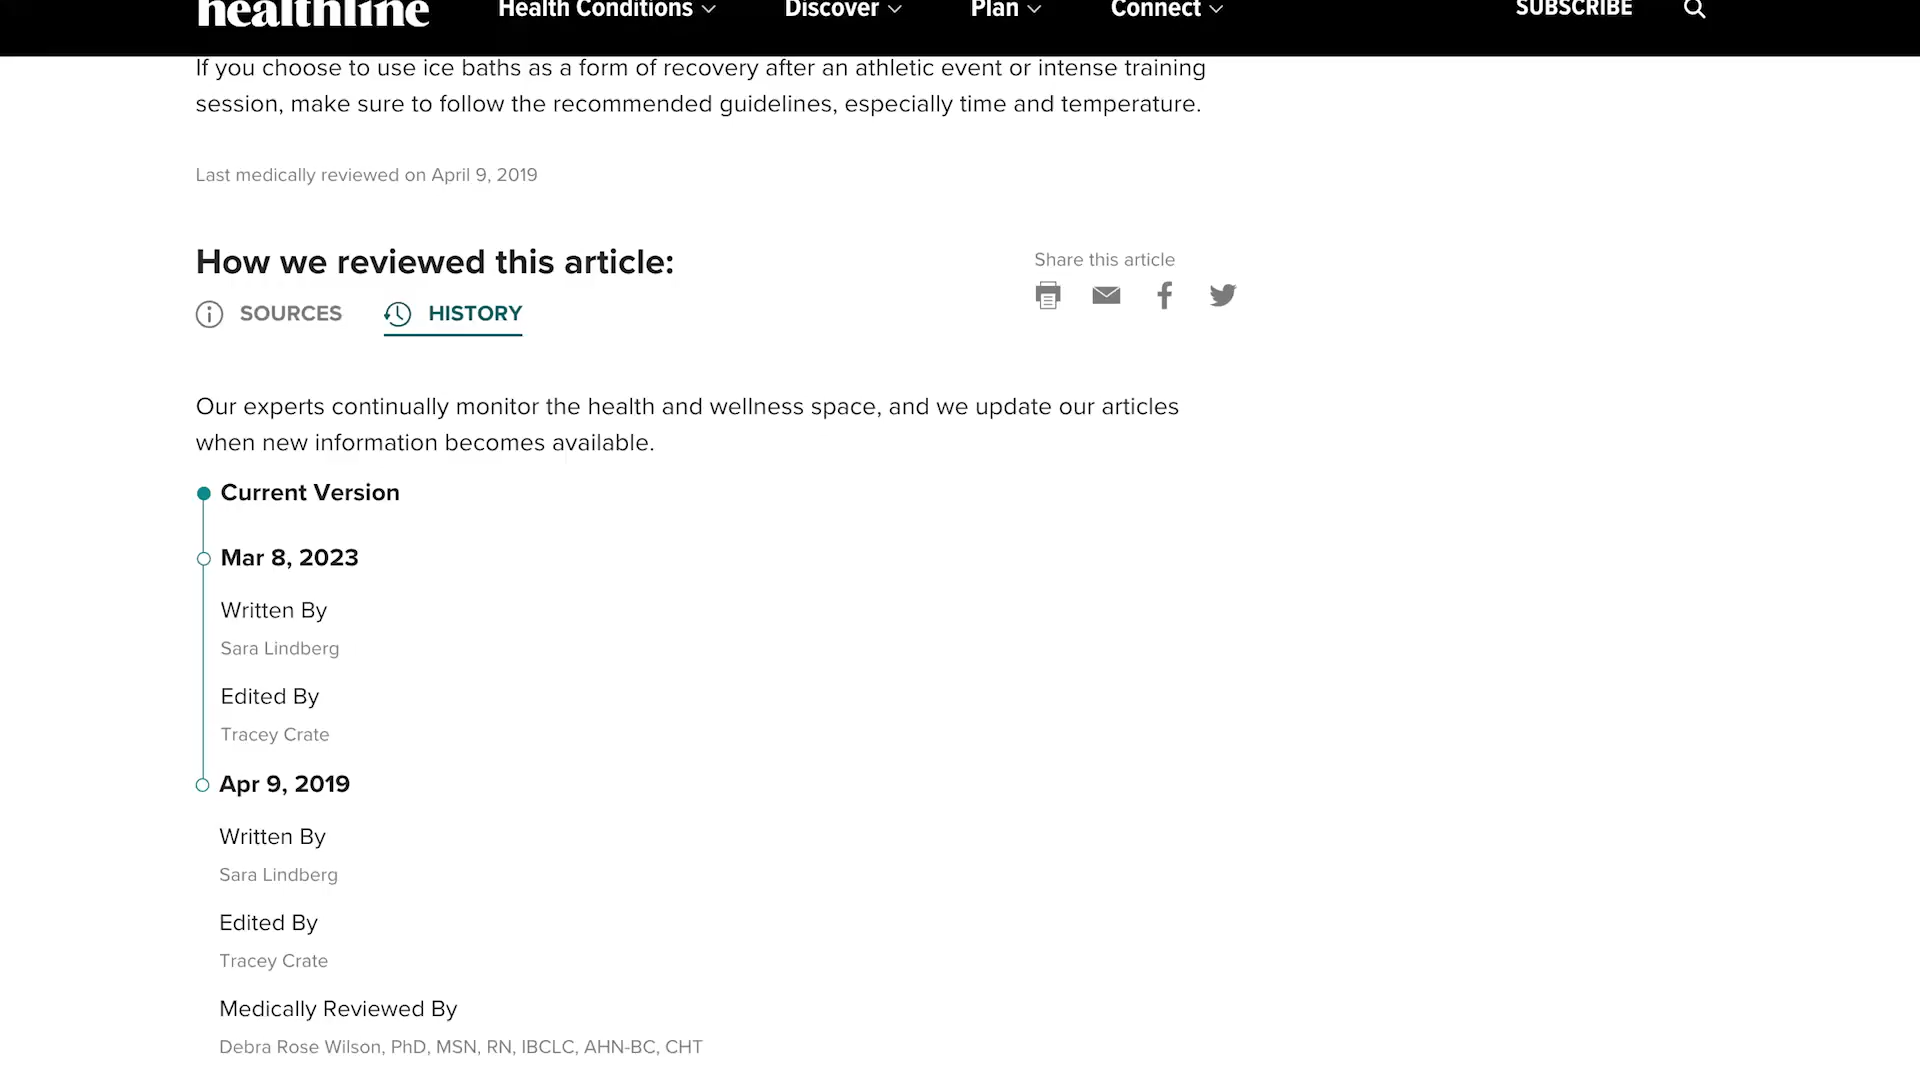 healthline Health Conditions Discover Plan Connect SUBSCRIBE
If you choose to use ice baths as a form of recovery after an athletic event or intense training
session, make sure to follow the recommended guidelines, especially time and temperature.
Last medically reviewed on April 9, 2019
How we reviewed this article:
Share this article
SOURCES HISTORY
Our experts continually monitor the health and wellness space, and we update our articles
when new information becomes available.
Current Version
Mar 8, 2023
Written By
Sara Lindberg
Edited By
Tracey Crate
Apr 9, 2019
Written By
Sara Lindberg
Edited By
Tracey Crate
Medically Reviewed By
Debra Rose Wilson, PhD, MSN, RN, IBCLC, AHN-BC, CHT